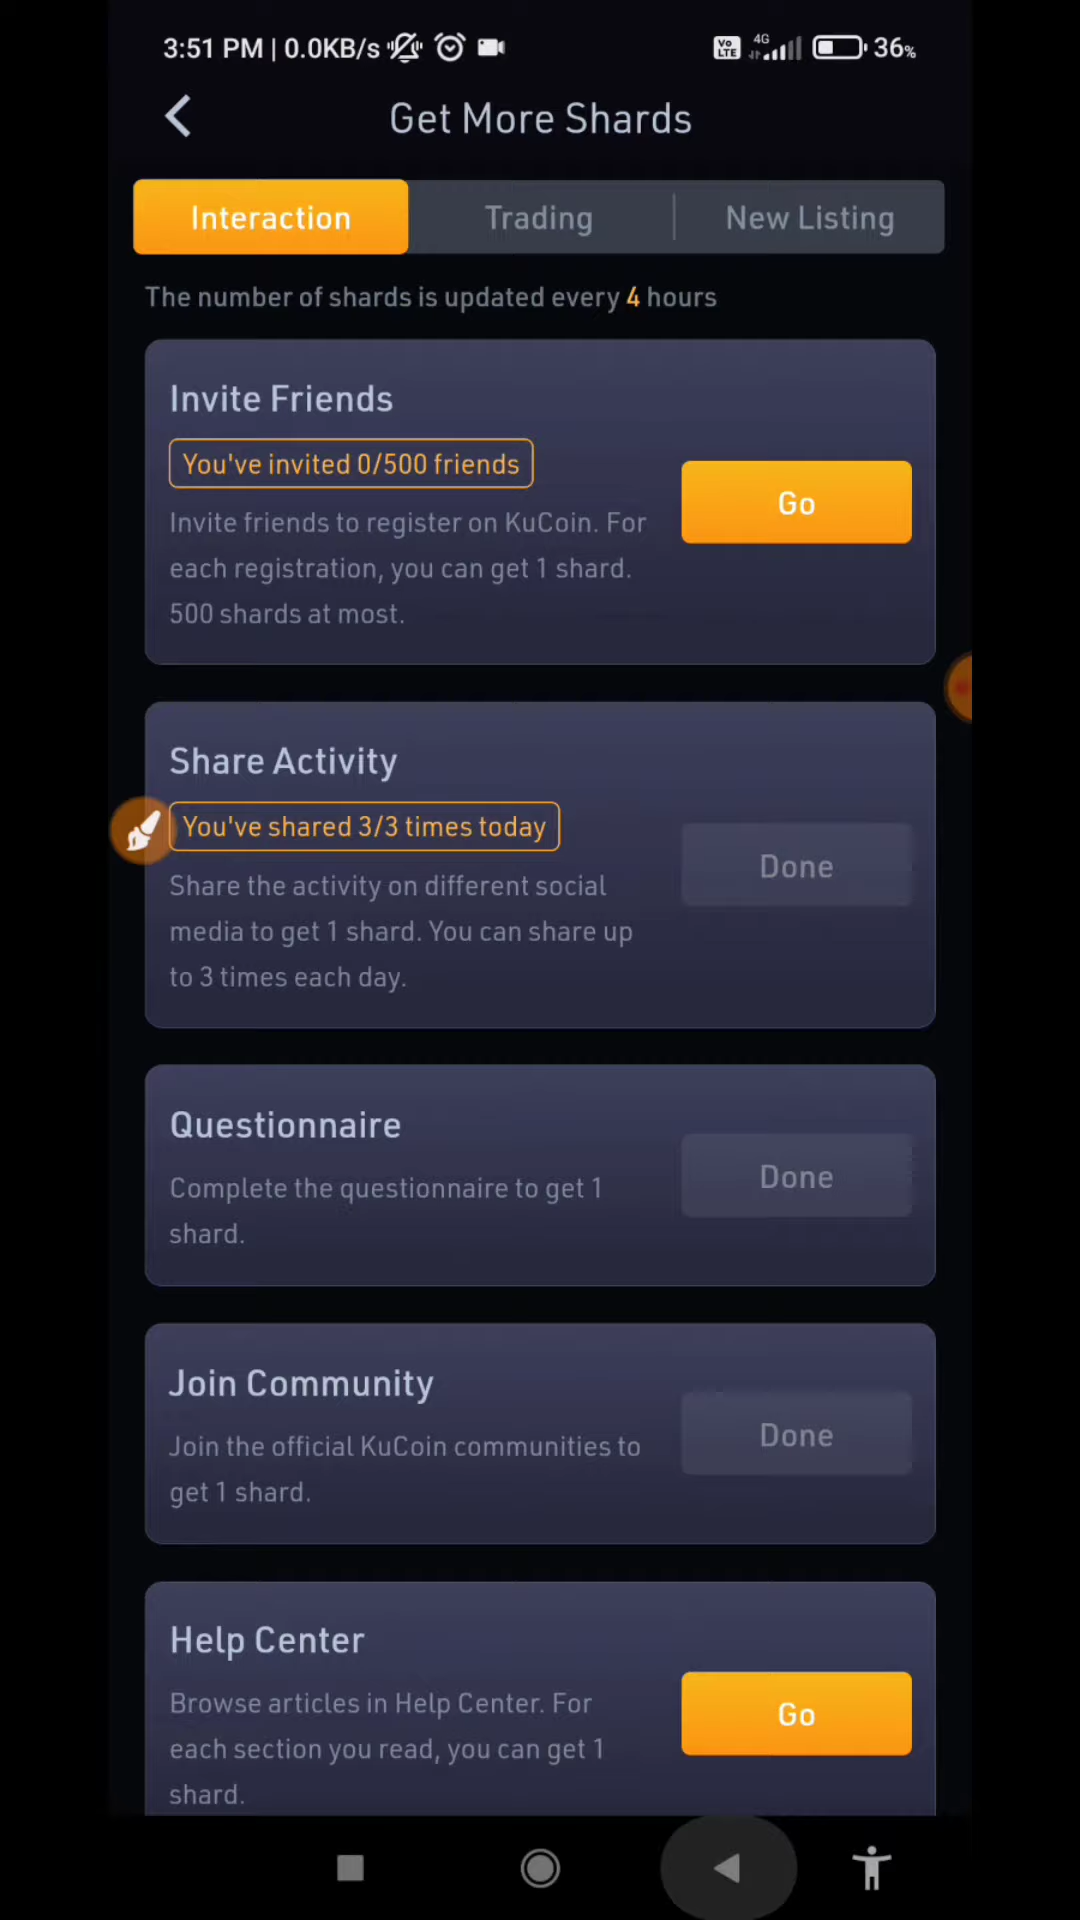 3:51 PM | 0.0KB/s
Vo LTE 4G 36%
Get More Shards
Interaction Trading New Listing
The number of shards is updated every 4 hours
Invite Friends
You've invited 0/500 friends
Go
Invite friends to register on KuCoin. For
each registration, you can get 1 shard.
500 shards at most.
Share Activity
You've shared 3/3 times today
Done
Share the activity on different social
media to get 1 shard. You can share up
to 3 times each day.
Questionnaire
Done
Complete the questionnaire to get 1
shard.
Join Community
Done
Join the official KuCoin communities to
get 1 shard.
Help Center
Go
Browse articles in Help Center. For
each section you read, you can get 1
shard.